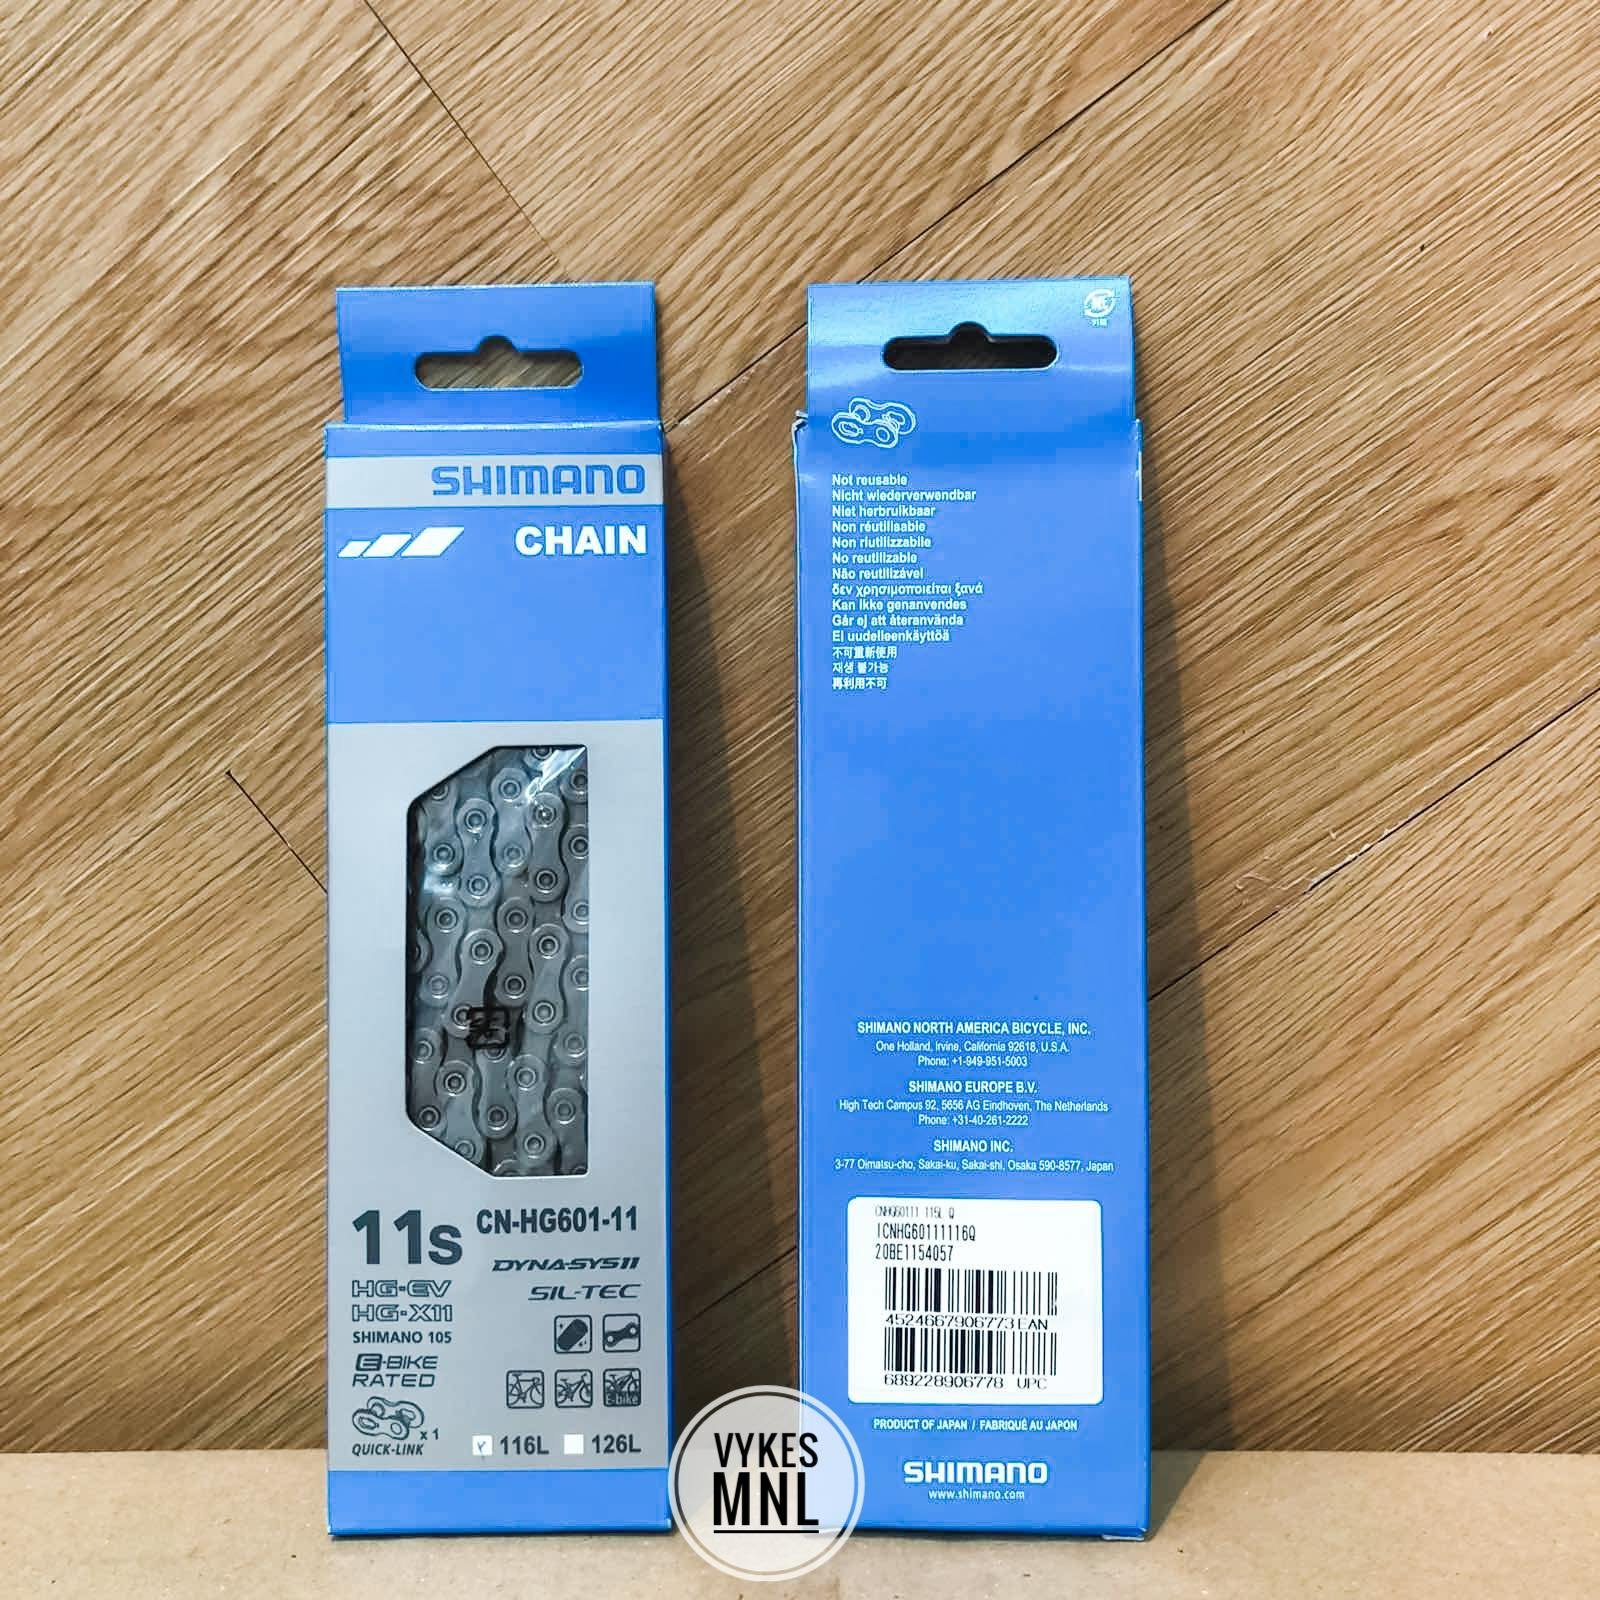 SHIMANO
CHAIN
11s CN-HG601-11
DYNA-SYS11
HG-EV
SIL-TEC
HG-X11
SHIMANO 105
E-BIKE
RATED
E-bike
x 1
QUICK-LINK
116L 126L
Not reusable
Nicht wiederverwendbar
Niet herbruikbaar
Non réutilisable
Non riutilizzabile
No reutilizable
Não reutilizável
δεν χρησιμοποιείται ξανά
Kan ikke genanvendes
Går ej att återanvända
Ei uudelleenkäyttöä
不可重新使用
재생 불가능
再利用不可
SHIMANO NORTH AMERICA BICYCLE, INC.
One Holland, Irvine, California 92618, U.S.A.
Phone: +1-949-951-5003
SHIMANO EUROPE B.V.
High Tech Campus 92, 5656 AG Eindhoven, The Netherlands
Phone: +31-40-261-2222
SHIMANO INC.
3-77 Oimatsu-cho, Sakai-ku, Sakai-shi, Osaka 590-8577, Japan
CNHG60111 116L Q
ICNHG60111116Q
20BE1154057
4524667906773 EAN
689228906778 UPC
PRODUCT OF JAPAN / FABRIQUÉ AU JAPON
SHIMANO
www.shimano.com
VYKES
MNL